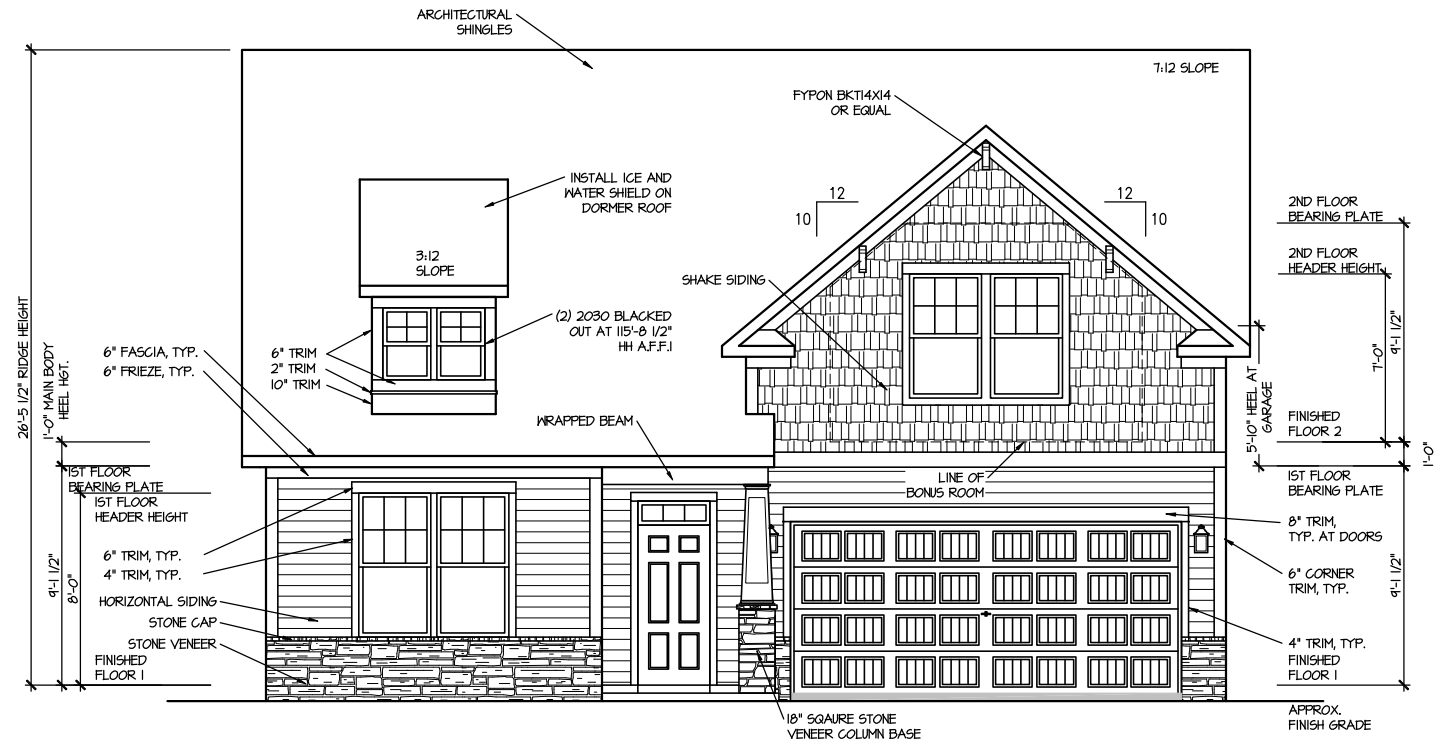 ARCHITECTURAL
SHINGLES
7:12 SLOPE
FYPON BKT14X14
OR EQUAL
INSTALL ICE AND
WATER SHIELD ON
DORMER ROOF
12
10
12
10
2ND FLOOR
BEARING PLATE
3:12
SLOPE
2ND FLOOR
HEADER HEIGHT
SHAKE SIDING
(2) 2030 BLACKED
OUT AT 115'-8 1/2"
HH A.F.F.1
26'-5 1/2" RIDGE HEIGHT
1'-0" MAIN BODY
HEEL HGT.
6" FASCIA, TYP.
6" FRIEZE, TYP.
6" TRIM
2" TRIM
10" TRIM
7'-0"
9'-1 1/2"
5'-10" HEEL AT
GARAGE
WRAPPED BEAM
FINISHED
FLOOR 2
1'-0"
1ST FLOOR
BEARING PLATE
1ST FLOOR
HEADER HEIGHT
LINE OF
BONUS ROOM
1ST FLOOR
BEARING PLATE
8" TRIM,
TYP. AT DOORS
6" TRIM, TYP.
4" TRIM, TYP.
9'-1 1/2"
8'-0"
6" CORNER
TRIM, TYP.
9'-1 1/2"
HORIZONTAL SIDING
STONE CAP
STONE VENEER
4" TRIM, TYP.
FINISHED
FLOOR 1
FINISHED
FLOOR 1
18" SQAURE STONE
VENEER COLUMN BASE
APPROX.
FINISH GRADE